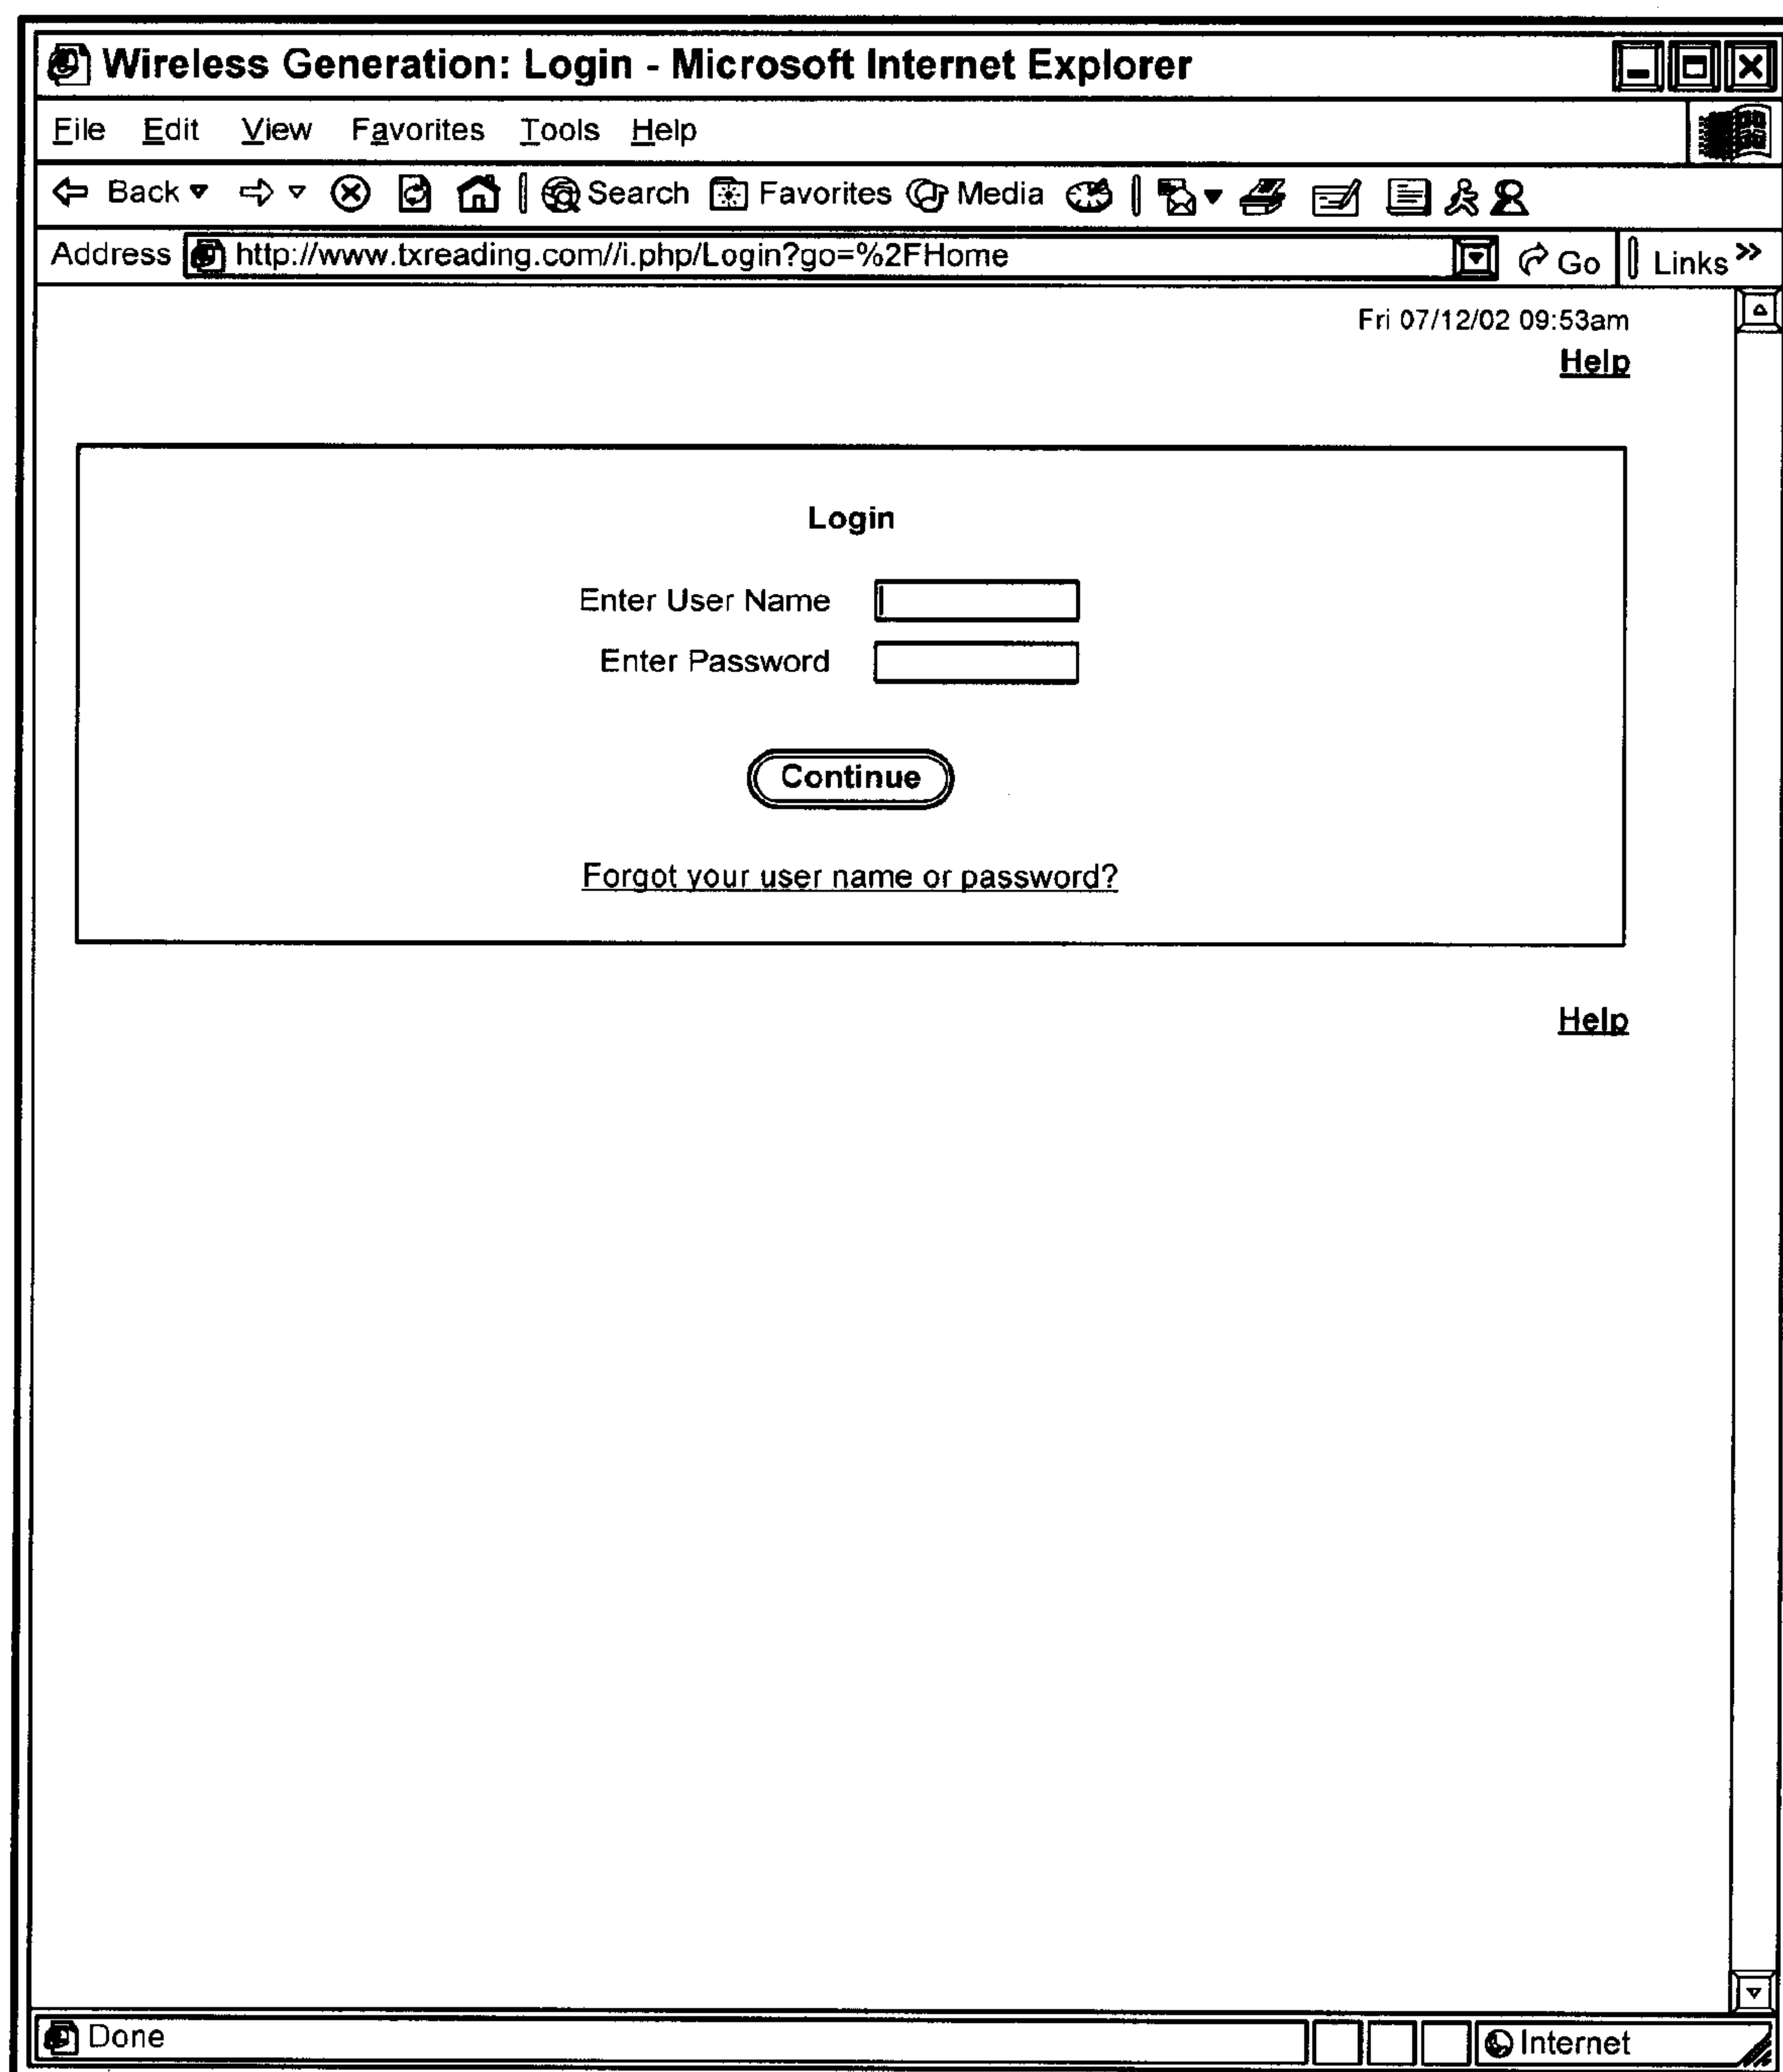 Wireless Generation: Login - Microsoft Internet Explorer
File Edit View Favorites Tools Help
Back Search Favorites Media
Address http://www.txreading.com//i.php/Login?go=%2FHome Go Links »
Fri 07/12/02 09:53am
Help
Login
Enter User Name
Enter Password
Continue
Forgot your user name or password?
Help
Done Internet